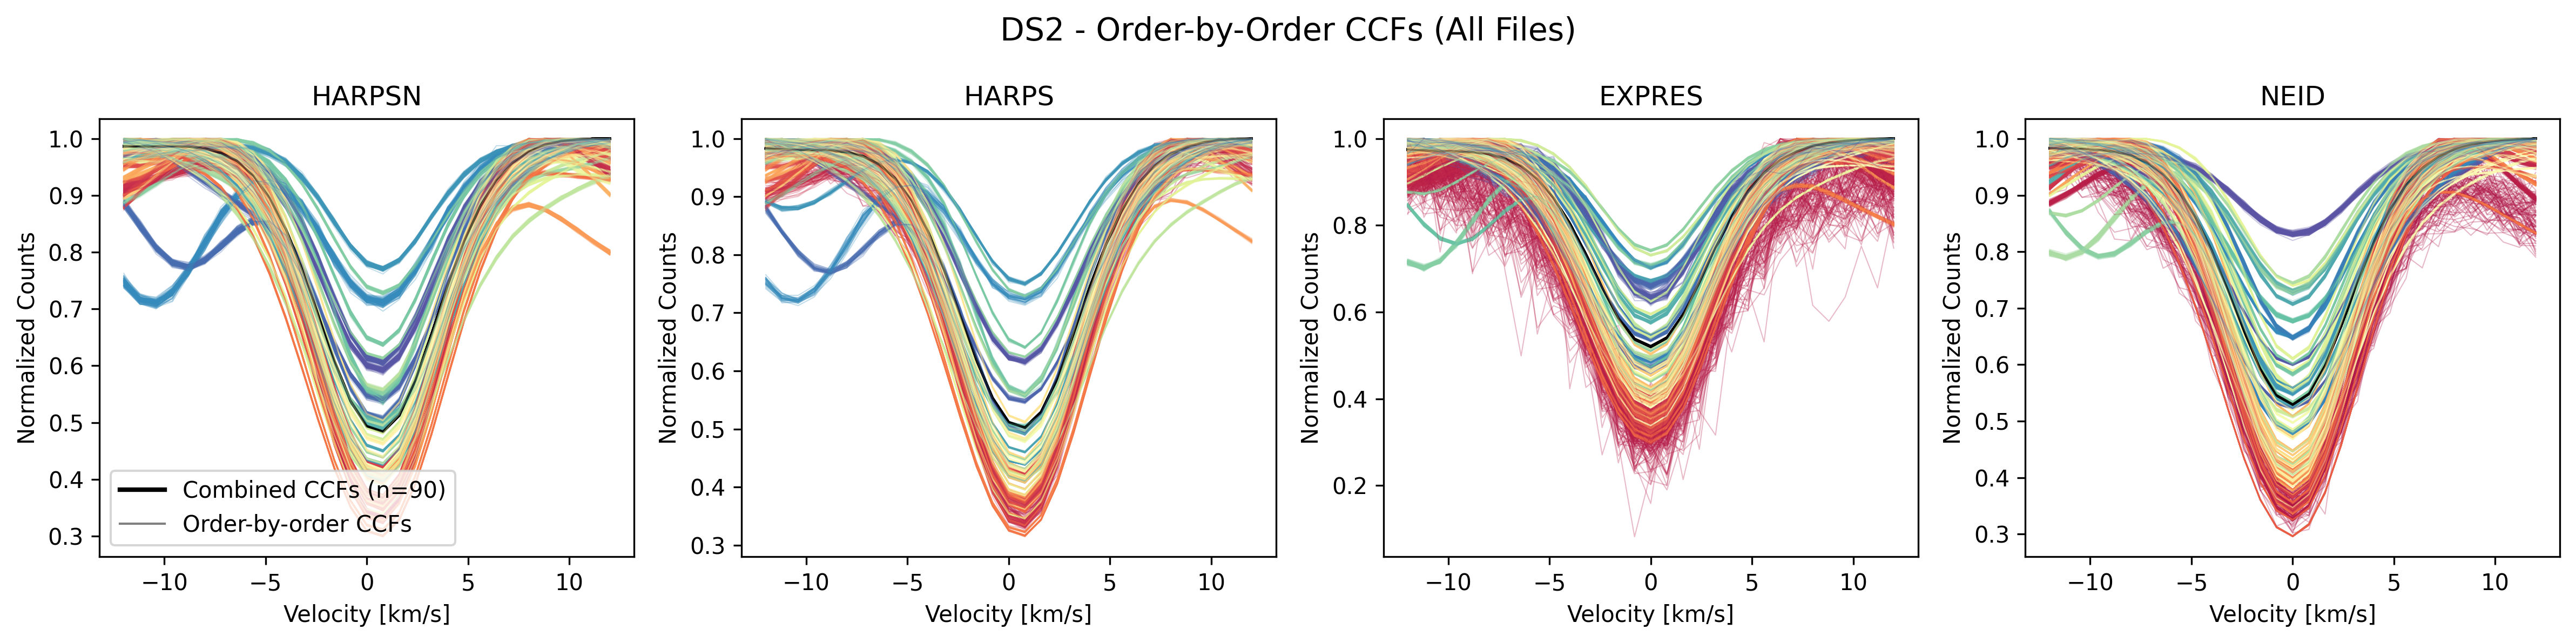 DS2 - Order-by-Order CCFs (All Files)
HARPSN
HARPS
EXPRES
NEID
Normalized Counts
1.0
0.9
0.8
0.7
0.6
0.5
0.4
0.3
Combined CCFs (n=90)
Order-by-order CCFs
−10 −5 0 5 10
Velocity [km/s]
Normalized Counts
1.0
0.9
0.8
0.7
0.6
0.5
0.4
0.3
−10 −5 0 5 10
Velocity [km/s]
Normalized Counts
1.0
0.8
0.6
0.4
0.2
−10 −5 0 5 10
Velocity [km/s]
Normalized Counts
1.0
0.9
0.8
0.7
0.6
0.5
0.4
0.3
−10 −5 0 5 10
Velocity [km/s]